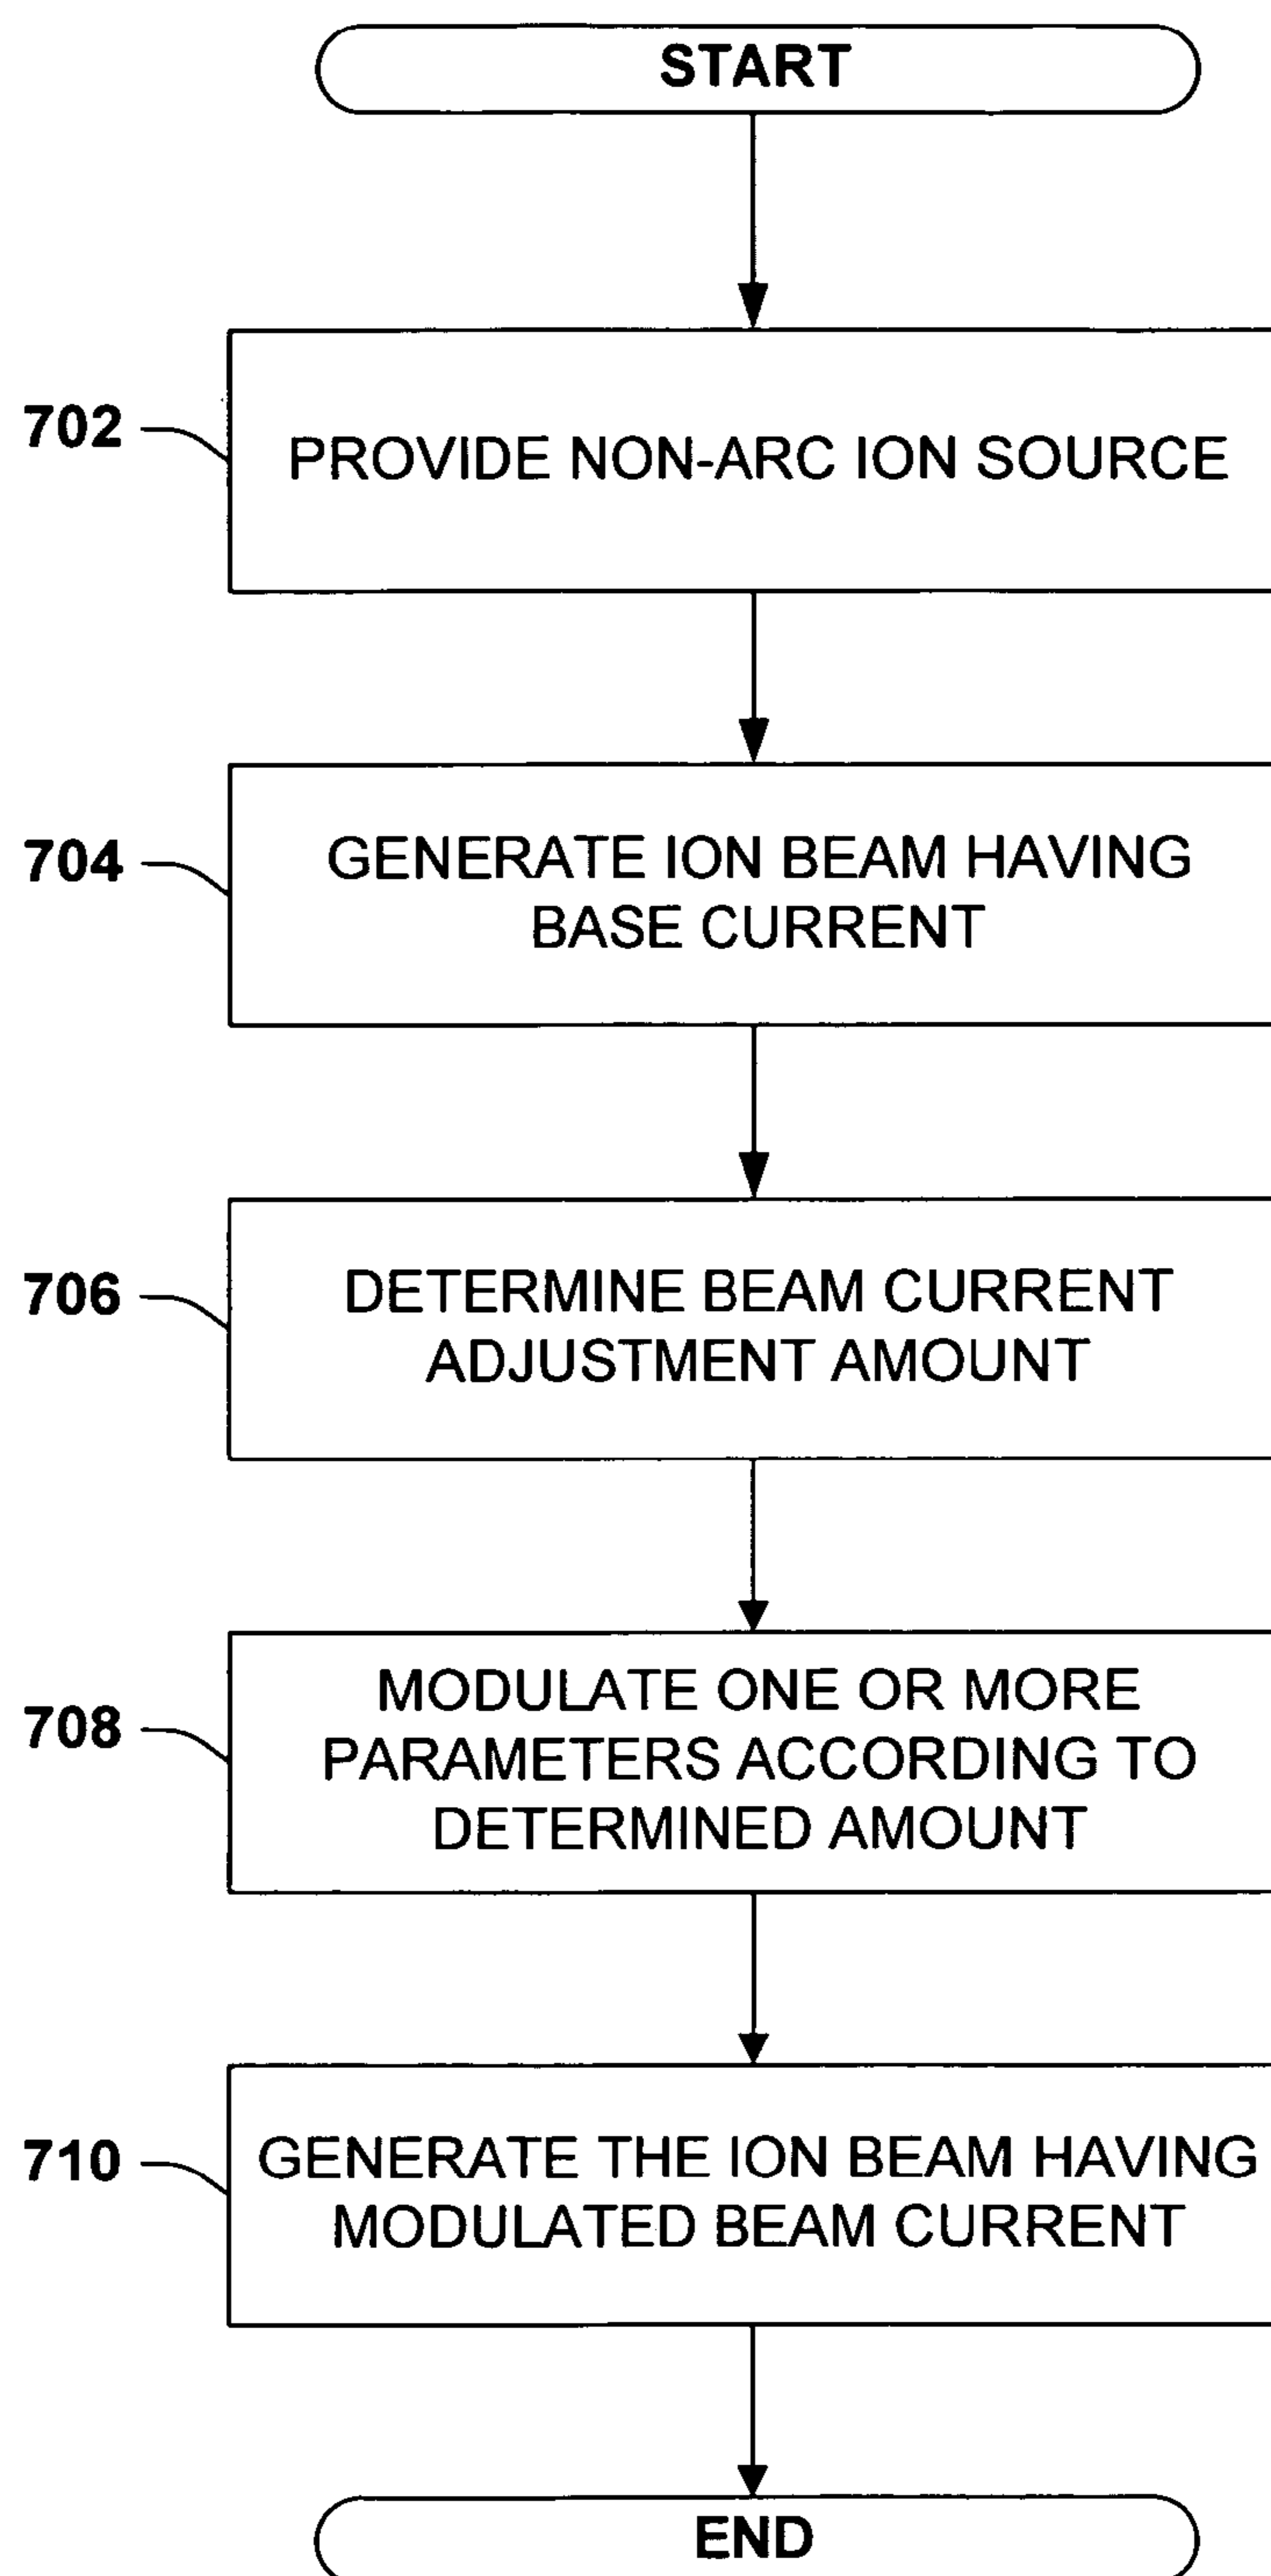 START
702
PROVIDE NON-ARC ION SOURCE
704
GENERATE ION BEAM HAVING
BASE CURRENT
706
DETERMINE BEAM CURRENT
ADJUSTMENT AMOUNT
708
MODULATE ONE OR MORE
PARAMETERS ACCORDING TO
DETERMINED AMOUNT
710
GENERATE THE ION BEAM HAVING
MODULATED BEAM CURRENT
END